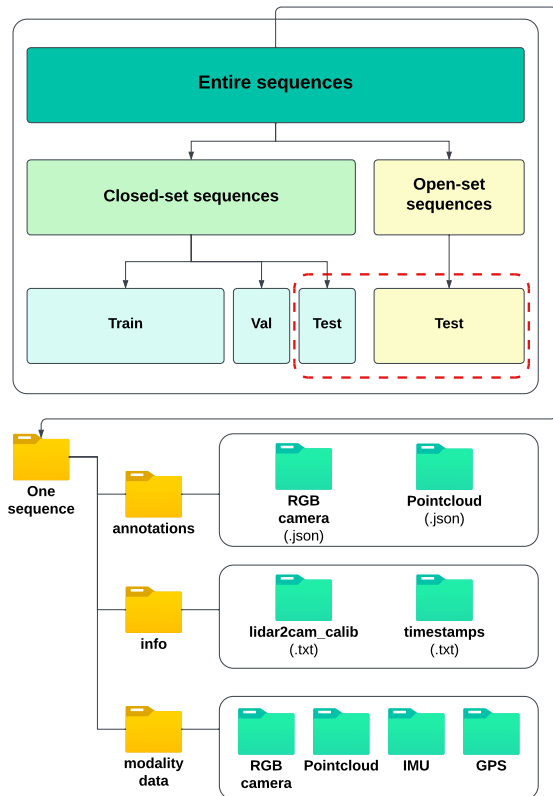 Entire sequences
Closed-set sequences
Open-set
sequences
Train
Val
Test
Test
One
sequence
annotations
RGB
camera
(.json)
Pointcloud
(.json)
info
lidar2cam_calib
(.txt)
timestamps
(.txt)
modality
data
RGB
camera
Pointcloud
IMU
GPS